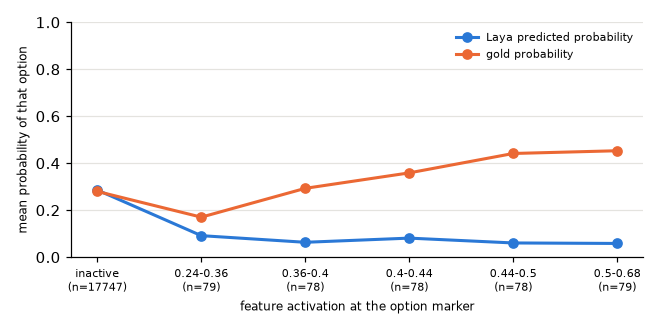 1.0
0.8
0.6
0.4
0.2
0.0
mean probability of that option
Laya predicted probability
gold probability
inactive
(n=17747)
0.24-0.36
(n=79)
0.36-0.4
(n=78)
0.4-0.44
(n=78)
0.44-0.5
(n=78)
0.5-0.68
(n=79)
feature activation at the option marker